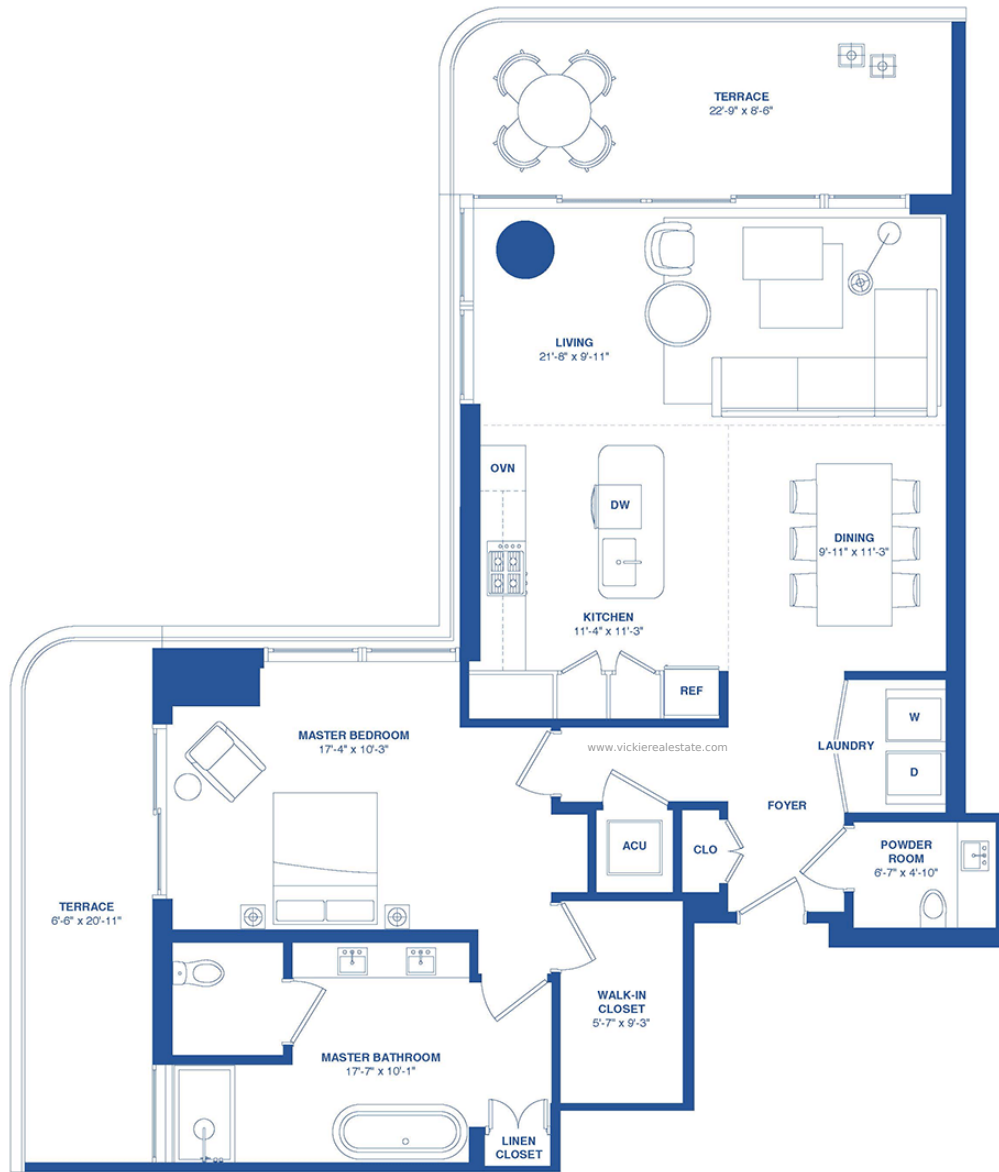 TERRACE
22'-9" x 8'-6"
LIVING
21'-8" x 9'-11"
OVN
DW
DINING
9'-11" x 11'-3"
KITCHEN
11'-4" x 11'-3"
REF
MASTER BEDROOM
17'-4" x 10'-3"
www.vickierealestate.com
LAUNDRY
W
D
FOYER
ACU
CLO
POWDER
ROOM
6'-7" x 4'-10"
TERRACE
6'-6" x 20'-11"
WALK-IN
CLOSET
5'-7" x 9'-3"
MASTER BATHROOM
17'-7" x 10'-1"
LINEN
CLOSET